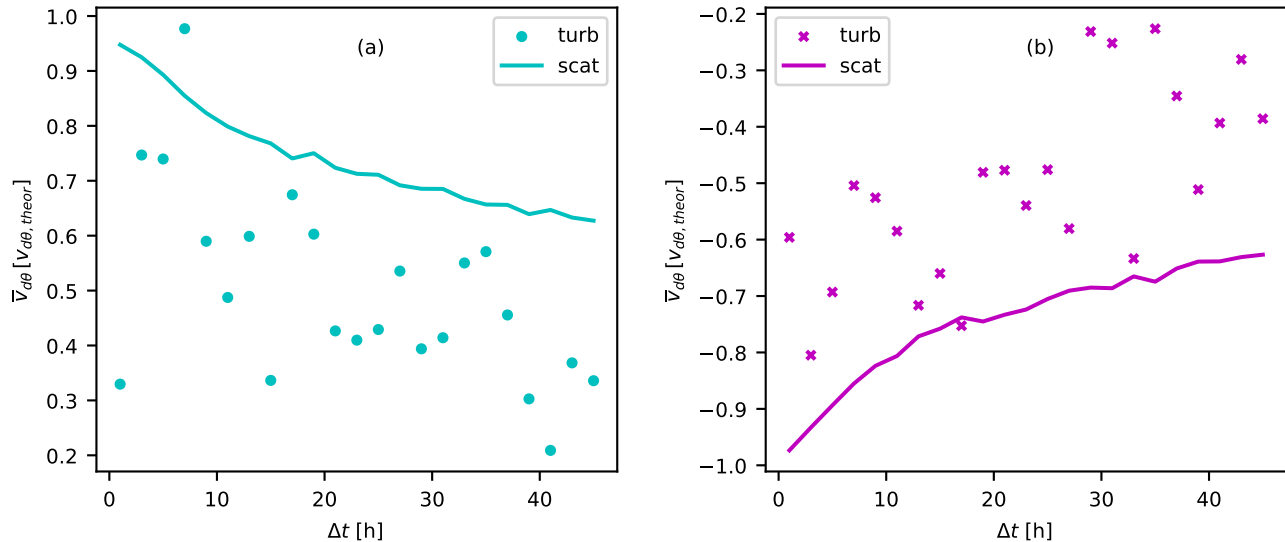 1.0
0.9
0.8
0.7
0.6
0.5
0.4
0.3
0.2
v̅dθ [vdθ, theor]
(a)
turb
scat
0 10 20 30 40
Δt [h]
−0.2
−0.3
−0.4
−0.5
−0.6
−0.7
−0.8
−0.9
−1.0
v̅dθ [vdθ, theor]
turb
scat
(b)
0 10 20 30 40
Δt [h]